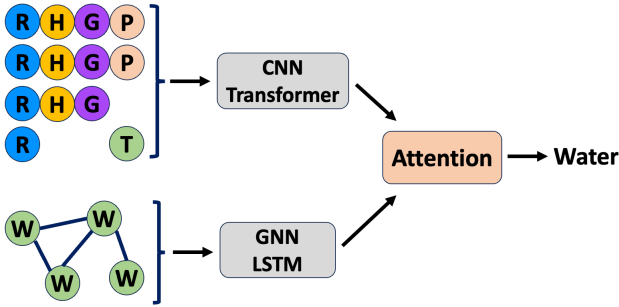 R H G P
R H G P
R H G
R T
CNN
Transformer
Attention
Water
W W
W W
GNN
LSTM